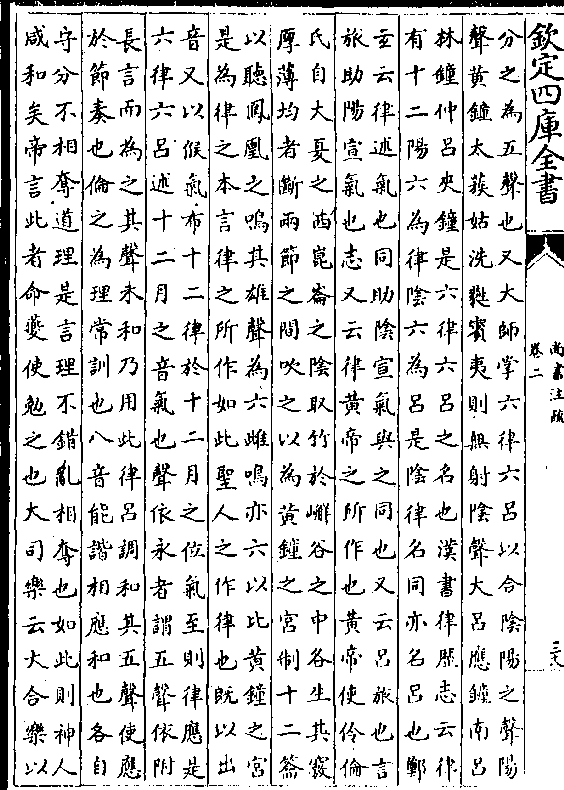 欽定四庫全書
尚書注疏
卷二
分之為五聲也又大師掌六律六呂以合陰陽之聲陽
聲黄鐘太蔟姑洗蕤賓夷則無射陰聲大呂應鐘南呂
林鐘仲呂夾鐘是六律六呂之名也漢書律厯志云律
有十二陽六為律陰六為呂是陰律名同亦名呂也鄭
玄云律述氣也同助陰宣氣與之同也又云呂旅也言
旅助陽宣氣也志又云律黄帝之所作也黄帝使伶倫
氏自大夏之西崑崙之陰取竹於嶰谷之中各生其竅
厚薄均者斷兩節之間吹之以為黄鐘之宮制十二籥
以聽鳳凰之鳴其雄聲為六雌鳴亦六以比黄鐘之宮
是為律之本言律之所作如此聖人之作律也既以出
音又以候氣布十二律於十二月之位氣至則律應是
六律六呂述十二月之音氣也聲依永者謂五聲依附
長言而為之其聲未和乃用此律呂調和其五聲使應
於節奏也倫之為理常訓也八音能諧相應和也各自
守分不相奪道理是言理不錯亂相奪也如此則神人
咸和矣帝言此者命夔使勉之也大司樂云大合樂以